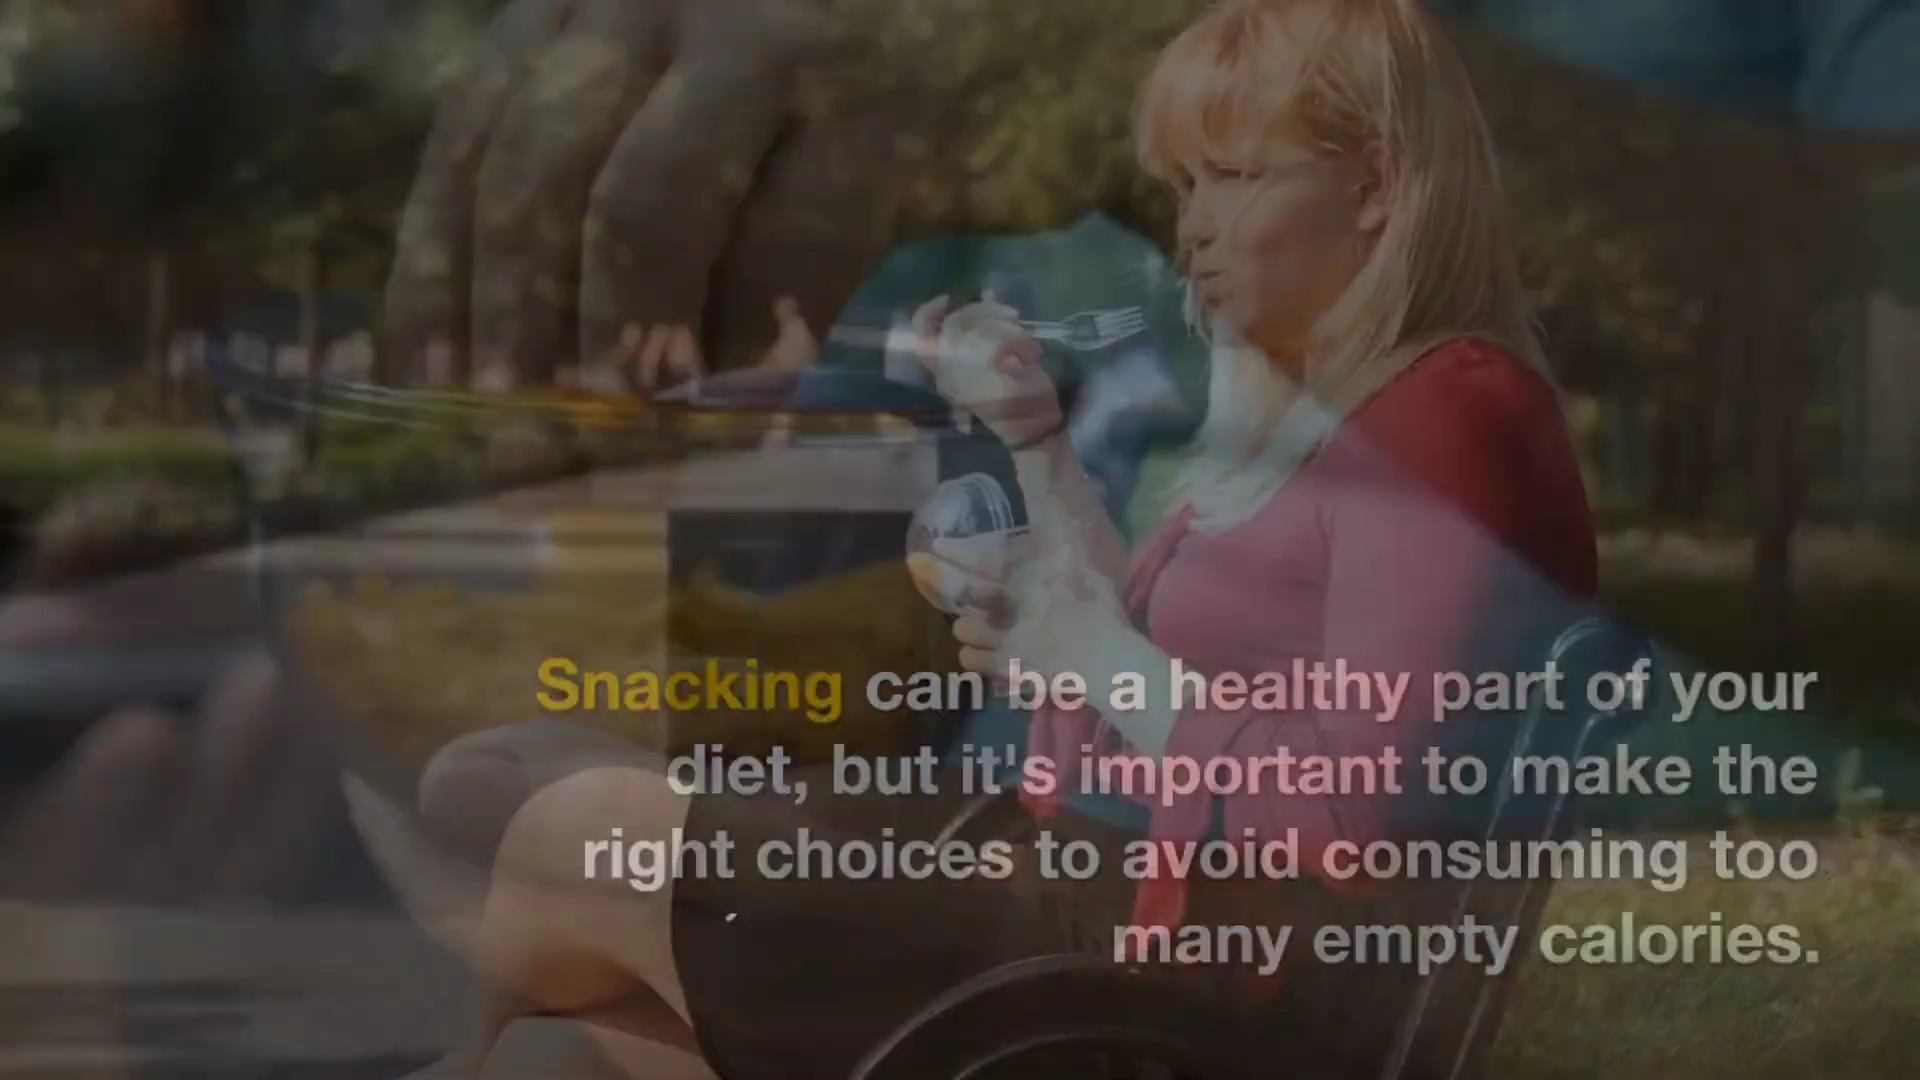 Snacking can be a healthy part of your
diet, but it's important to make the
right choices to avoid consuming too
many empty calories.